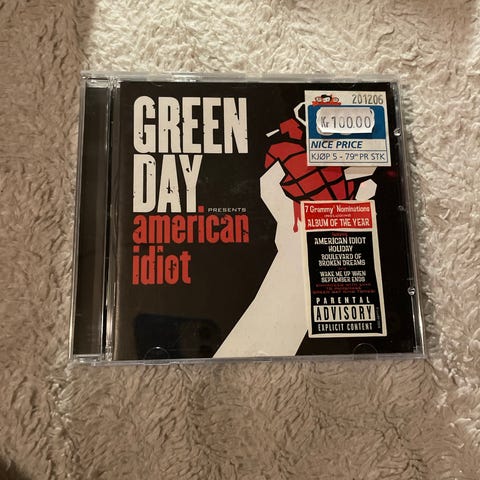 GREEN
DAY
PRESENTS
american
idiot
201206
Kr 100.00
NICE PRICE
KJØP 5 - 79⁰⁰ PR STK
7 Grammy® Nominations
INCLUDING
ALBUM OF THE YEAR
AMERICAN IDIOT
HOLIDAY
BOULEVARD OF
BROKEN DREAMS
WAKE ME UP WHEN
SEPTEMBER ENDS
PARENTAL
ADVISORY
EXPLICIT CONTENT